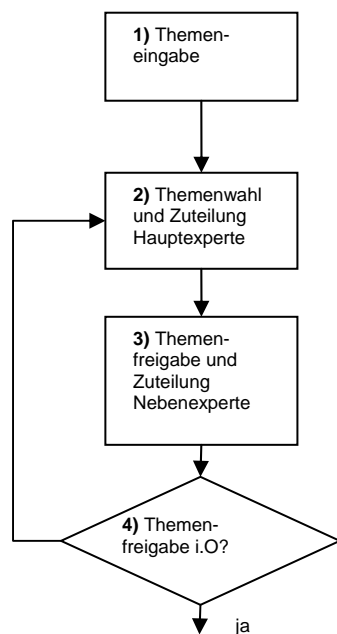 1) Themen-
eingabe
2) Themenwahl
und Zuteilung
Hauptexperte
3) Themen-
freigabe und
Zuteilung
Nebenexperte
4) Themen-
freigabe i.O?
ja